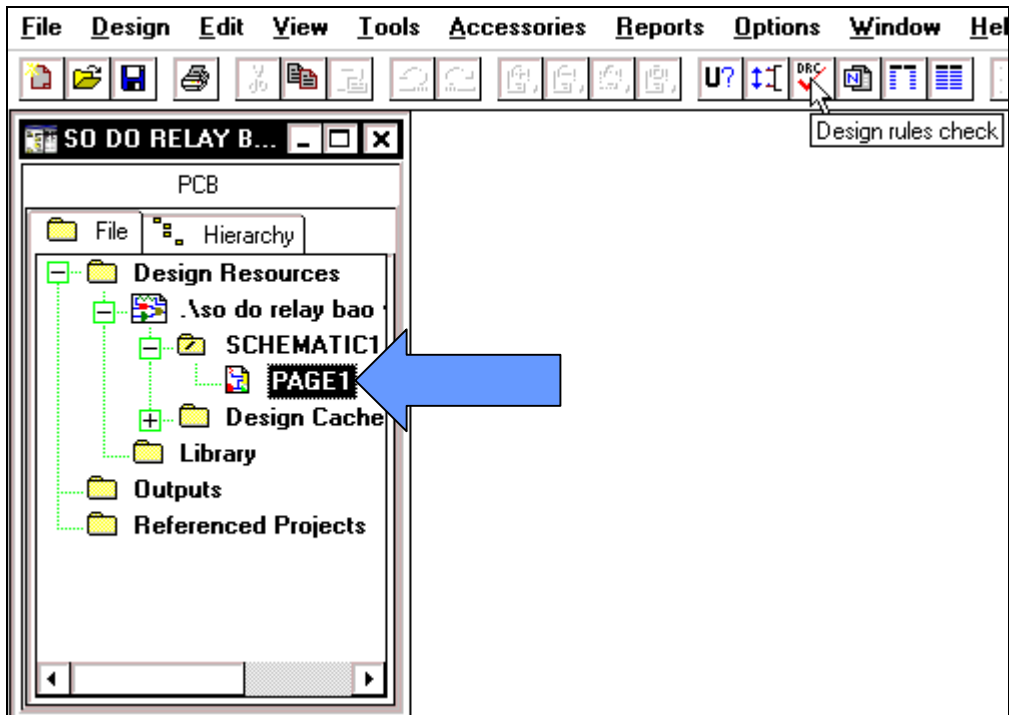 File Design Edit View Tools Accessories Reports Options Window Hel
U? DRC N
Design rules check
SO DO RELAY B...
PCB
File Hierarchy
Design Resources
.\so do relay bao
SCHEMATIC1
PAGE1
Design Cache
Library
Outputs
Referenced Projects